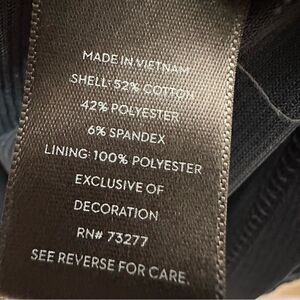 MADE IN VIETNAM
SHELL: 52% COTTON
42% POLYESTER
6% SPANDEX
LINING: 100% POLYESTER
EXCLUSIVE OF
DECORATION
RN# 73277
SEE REVERSE FOR CARE.